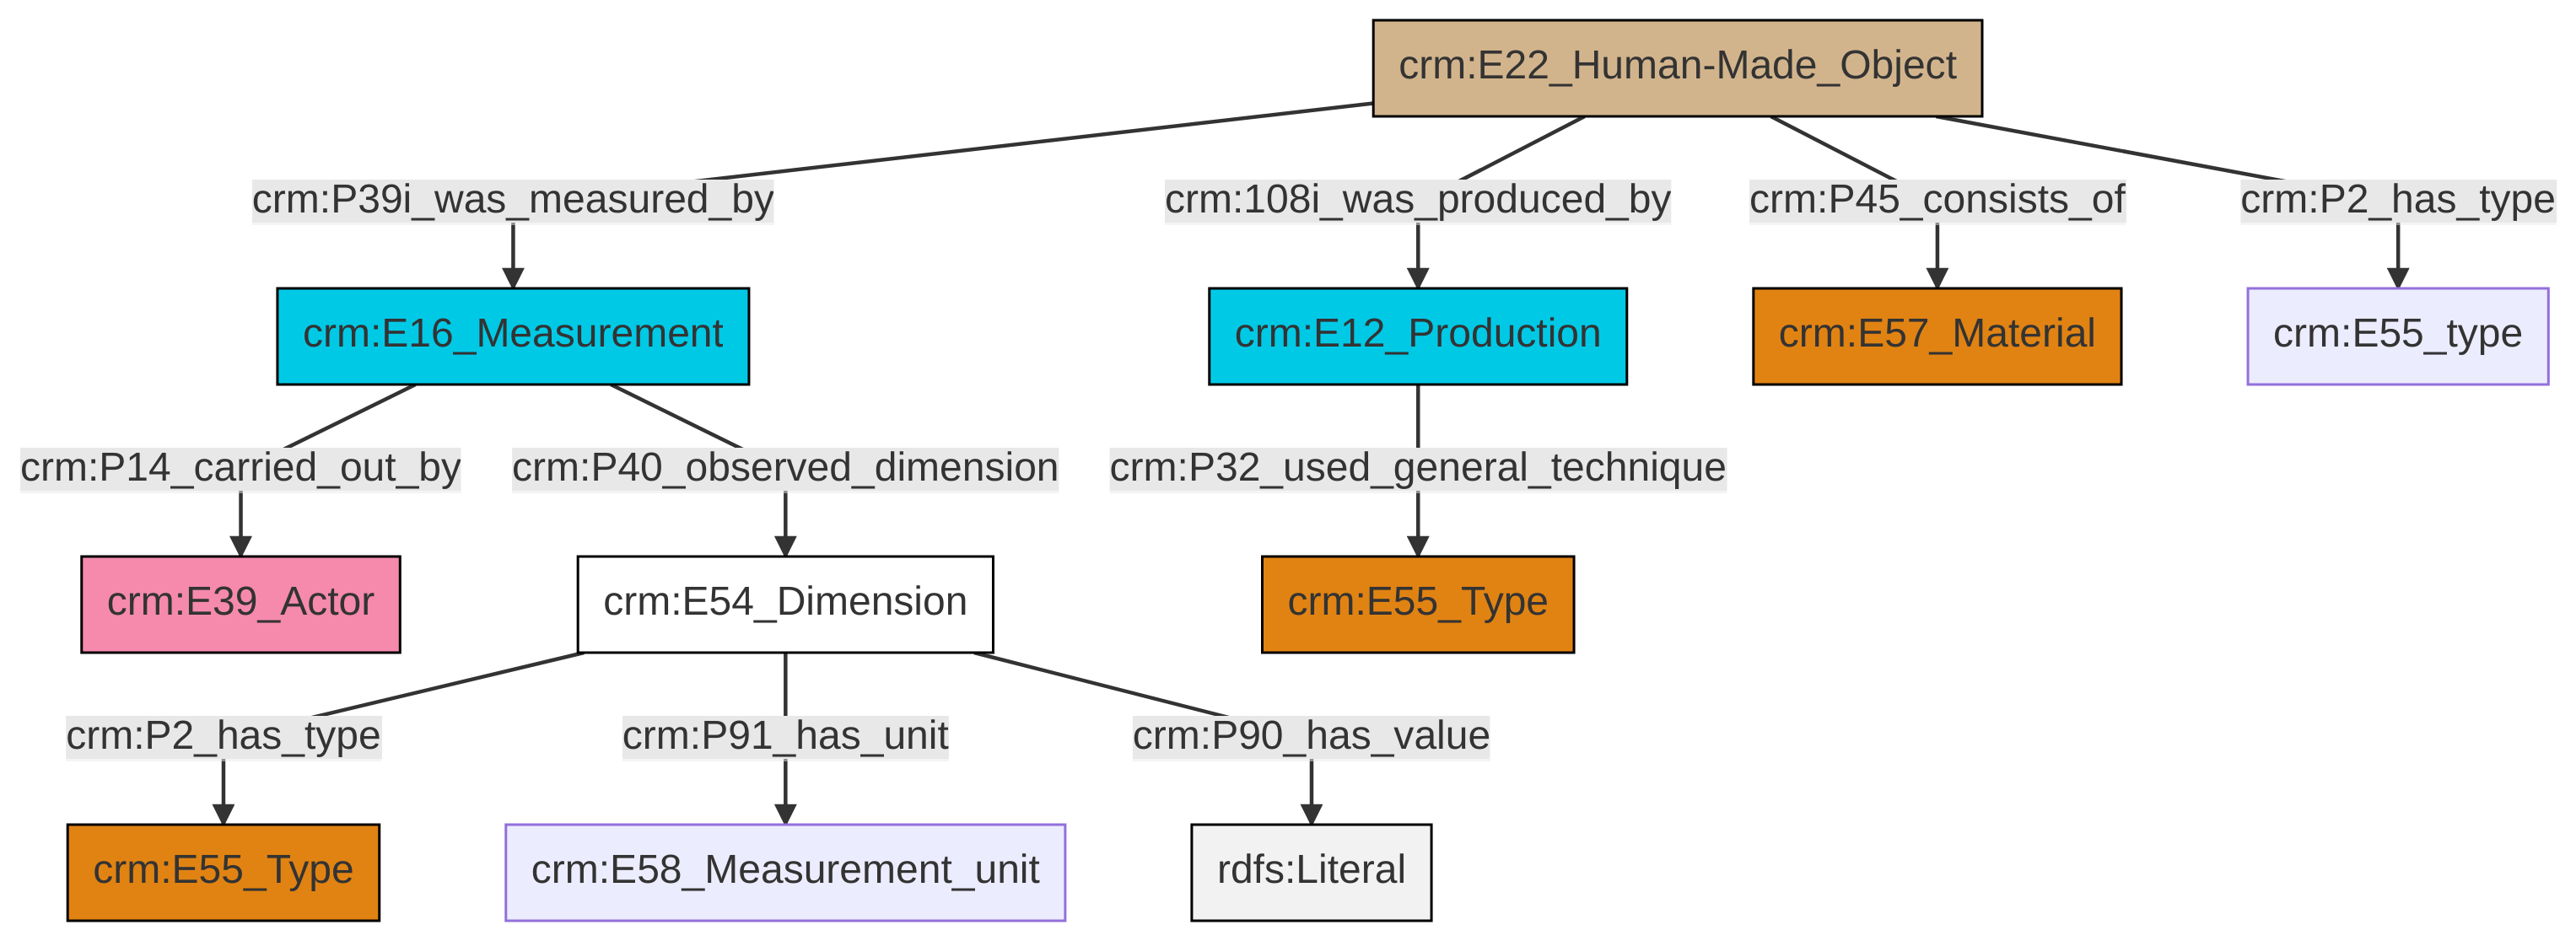 crm:E22_Human-Made_Object
crm:P39i_was_measured_by
crm:108i_was_produced_by
crm:P45_consists_of
crm:P2_has_type
crm:E16_Measurement
crm:E12_Production
crm:E57_Material
crm:E55_type
crm:P14_carried_out_by
crm:P40_observed_dimension
crm:P32_used_general_technique
crm:E39_Actor
crm:E54_Dimension
crm:E55_Type
crm:P2_has_type
crm:P91_has_unit
crm:P90_has_value
crm:E55_Type
crm:E58_Measurement_unit
rdfs:Literal